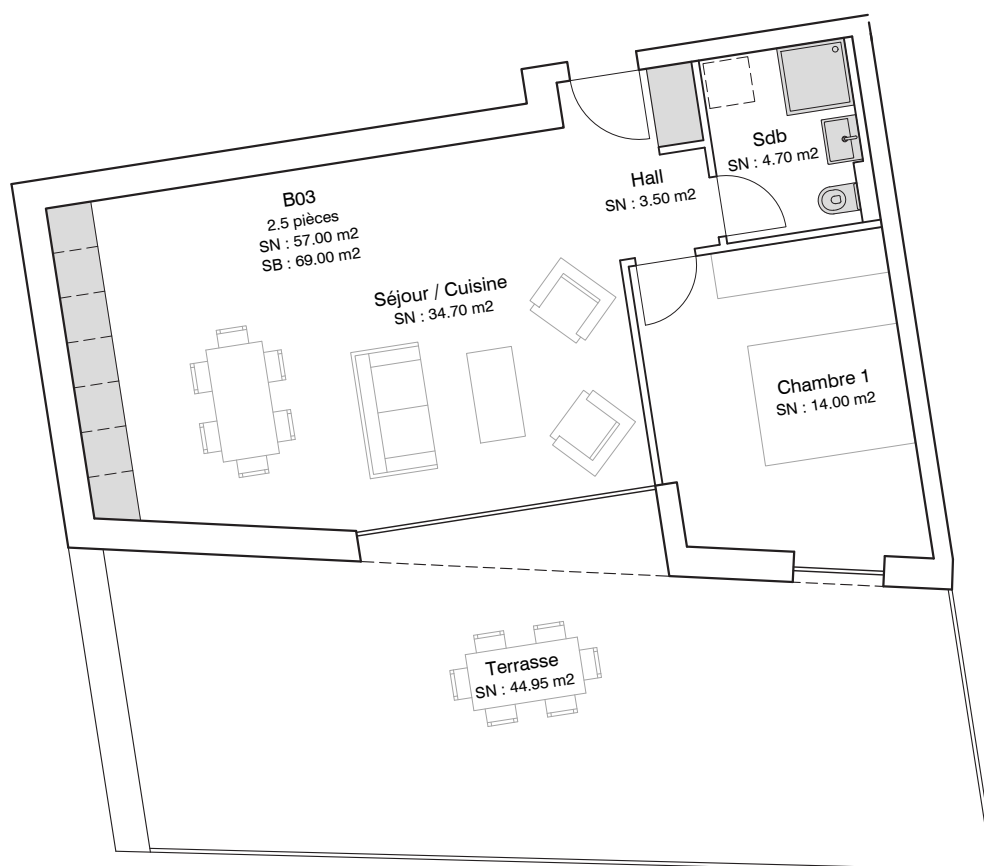 Sdb
SN : 4.70 m2
Hall
SN : 3.50 m2
B03
2.5 pièces
SN : 57.00 m2
SB : 69.00 m2
Séjour / Cuisine
SN : 34.70 m2
Chambre 1
SN : 14.00 m2
Terrasse
SN : 44.95 m2